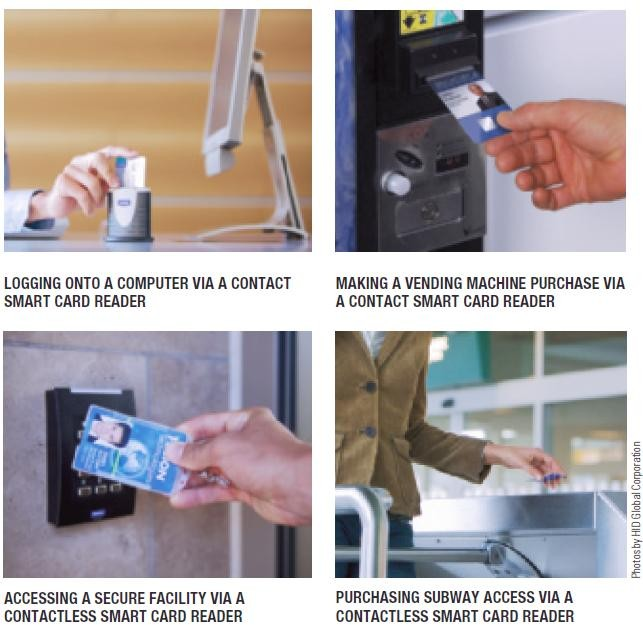 LOGGING ONTO A COMPUTER VIA A CONTACT
SMART CARD READER
MAKING A VENDING MACHINE PURCHASE VIA
A CONTACT SMART CARD READER
ACCESSING A SECURE FACILITY VIA A
CONTACTLESS SMART CARD READER
PURCHASING SUBWAY ACCESS VIA A
CONTACTLESS SMART CARD READER
Photos by HID Global Corporation